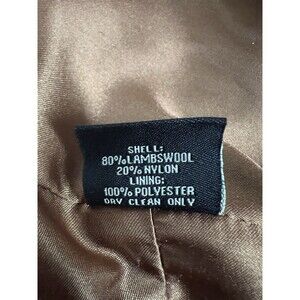 SHELL:
80%LAMBSWOOL
20%NYLON
LINING:
100%POLYESTER
DRY CLEAN ONLY